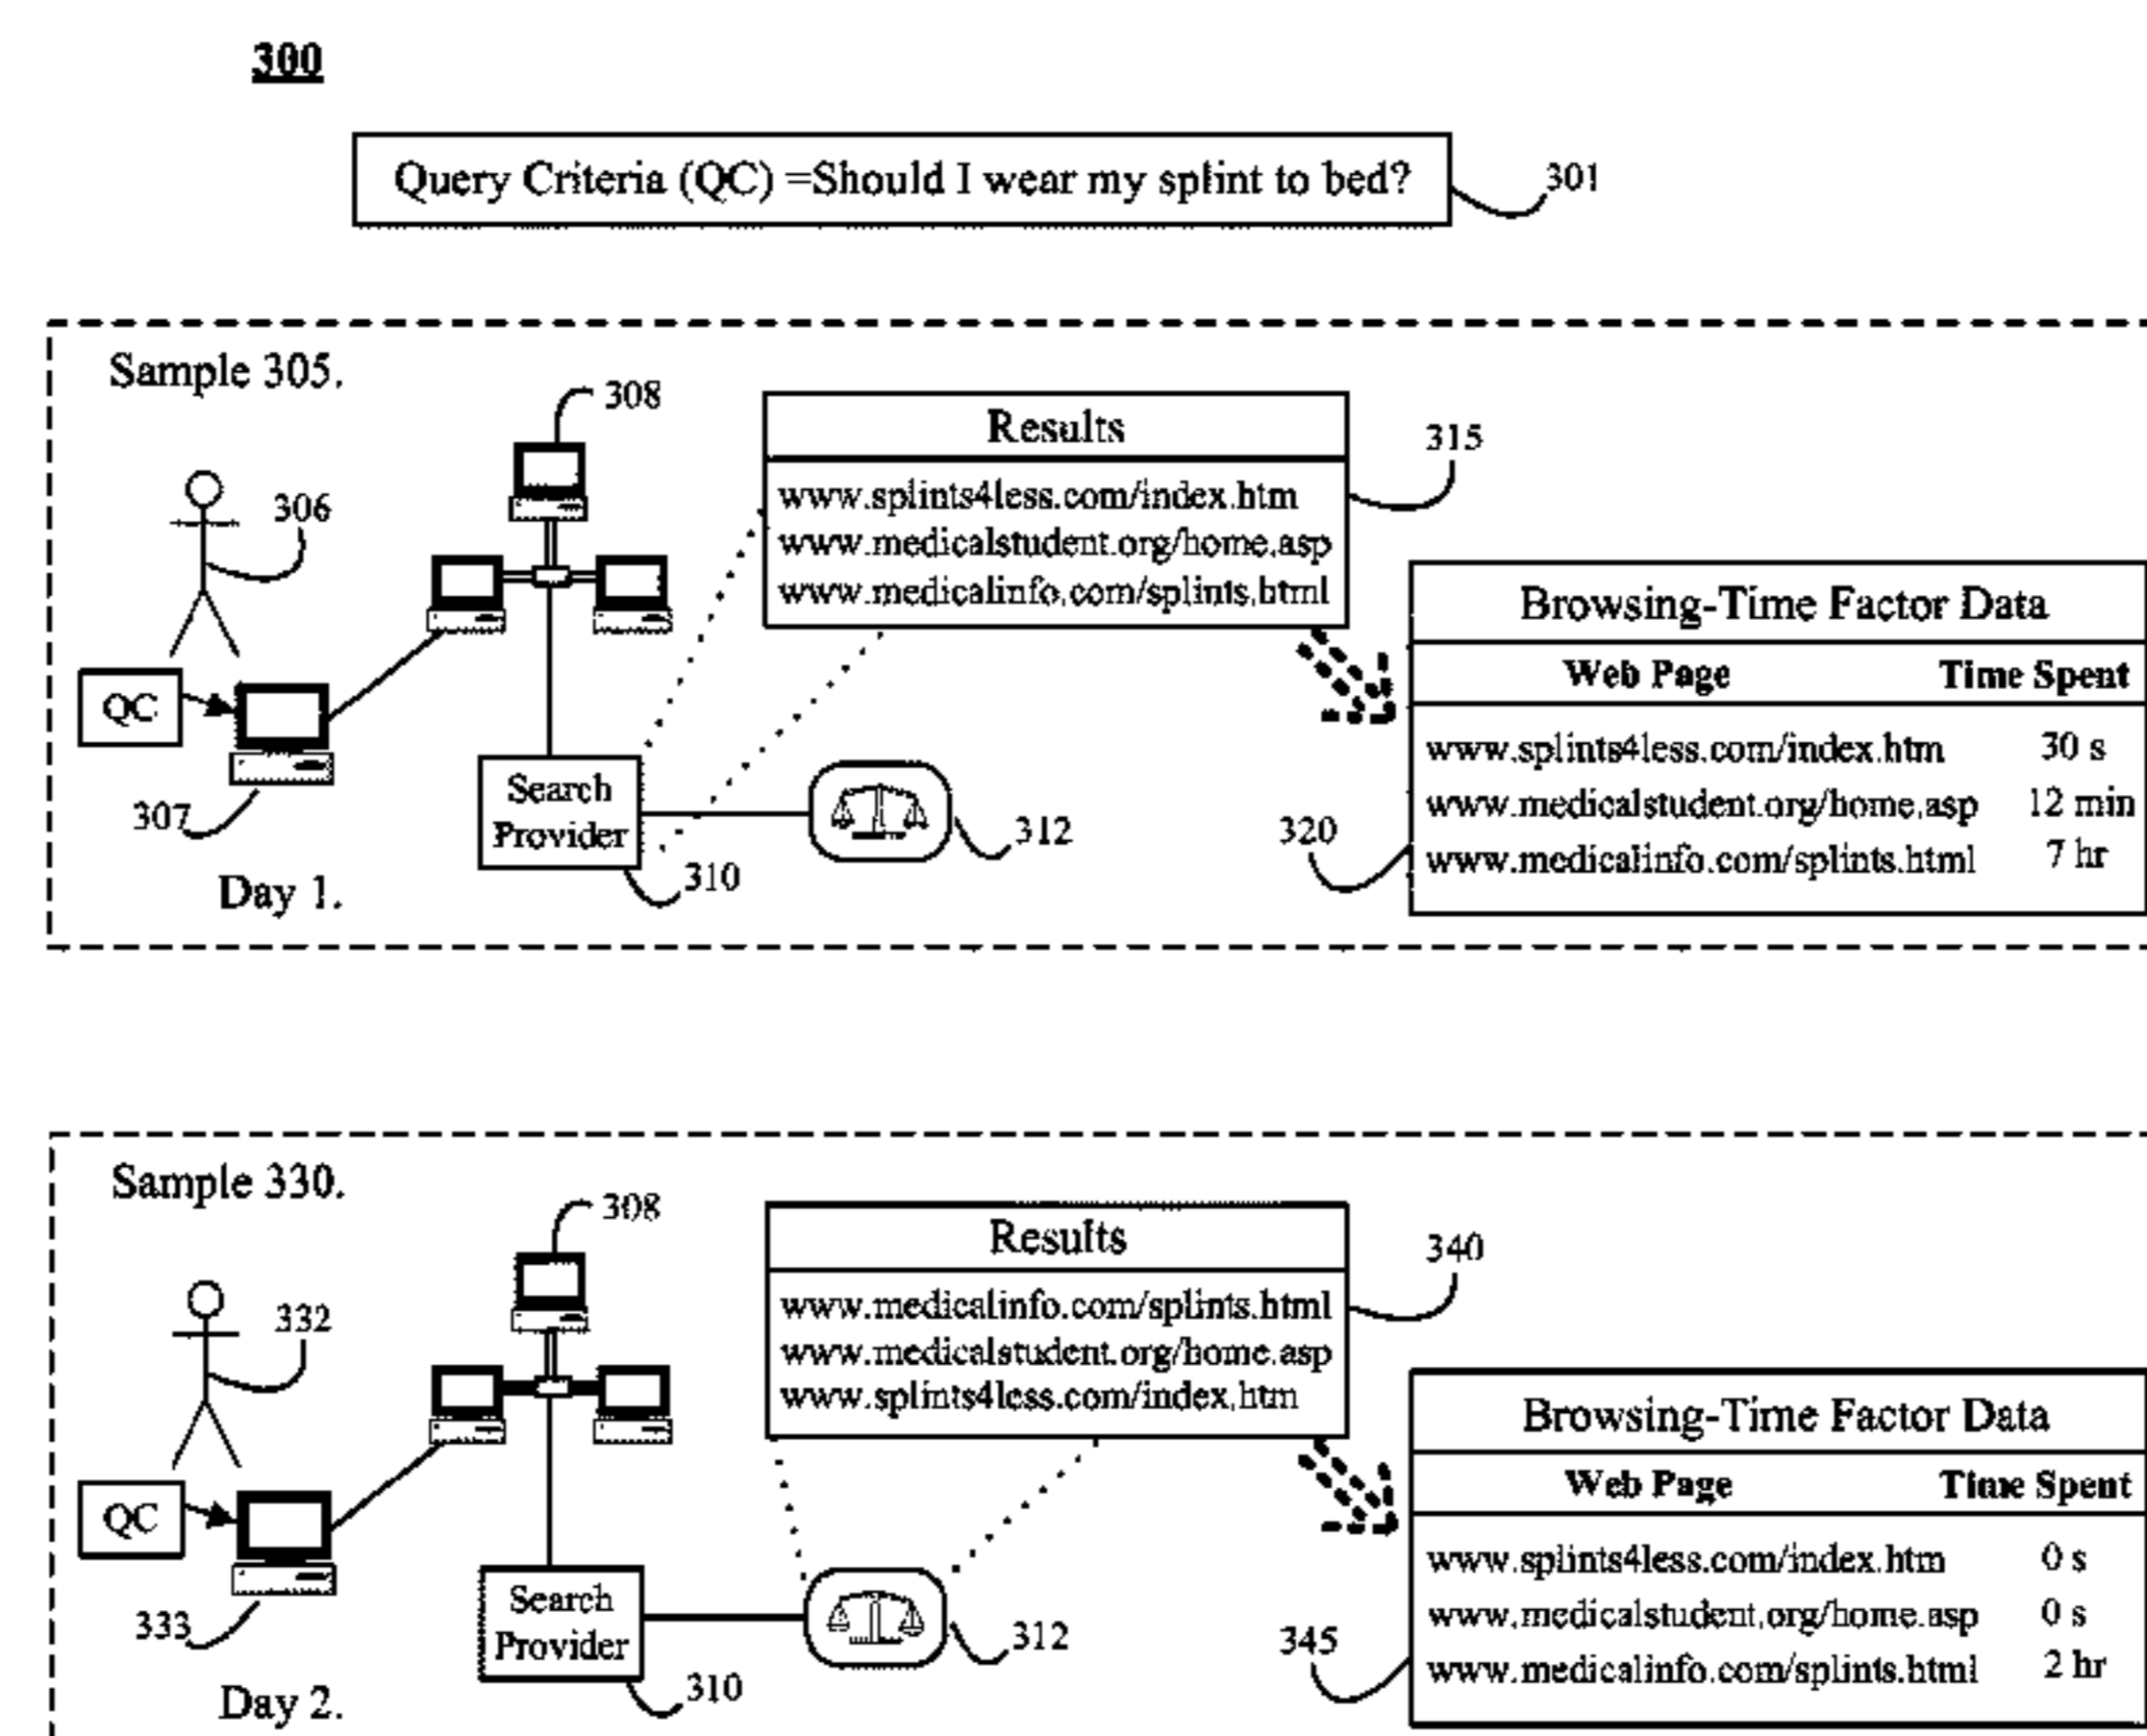 300
Query Criteria (QC) =Should I wear my splint to bed?
301
Sample 305.
308
306
Results
www.splints4less.com/index.htm
www.medicalstudent.org/home.asp
www.medicalinfo.com/splints.html
315
QC
307
Search
Provider
310
312
Day 1.
Browsing-Time Factor Data
Web Page Time Spent
www.splints4less.com/index.htm 30 s
www.medicalstudent.org/home.asp 12 min
www.medicalinfo.com/splints.html 7 hr
320
Sample 330.
308
332
Results
www.medicalinfo.com/splints.html
www.medicalstudent.org/home.asp
www.splints4less.com/index.htm
340
QC
333
Search
Provider
310
312
Day 2.
Browsing-Time Factor Data
Web Page Time Spent
www.splints4less.com/index.htm 0 s
www.medicalstudent.org/home.asp 0 s
www.medicalinfo.com/splints.html 2 hr
345